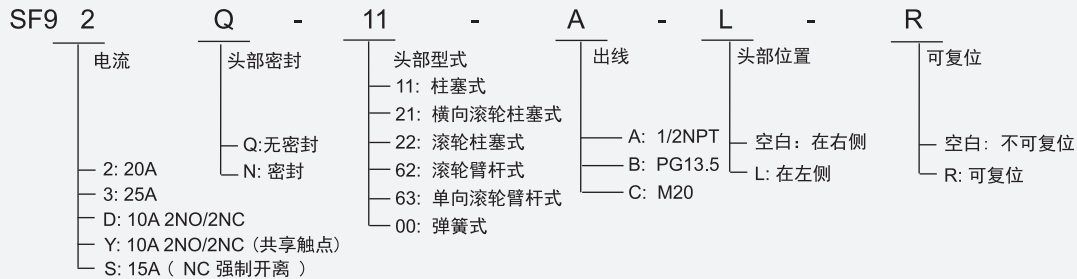 SF9 2 Q - 11 - A - L - R
电流 头部密封 头部型式 出线 头部位置 可复位
11: 柱塞式
21: 横向滚轮柱塞式
22: 滚轮柱塞式
62: 滚轮臂杆式
63: 单向滚轮臂杆式
00: 弹簧式
Q:无密封
N: 密封
A: 1/2NPT
B: PG13.5
C: M20
空白：在右侧
L: 在左侧
空白: 不可复位
R: 可复位
2: 20A
3: 25A
D: 10A 2NO/2NC
Y: 10A 2NO/2NC (共享触点)
S: 15A ( NC 强制开离 )